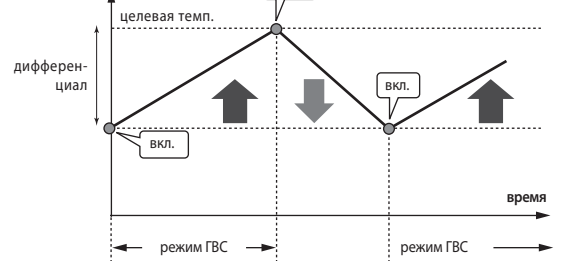 целевая темп.
дифферен-
циал
вкл.
вкл.
время
режим ГВС
режим ГВС